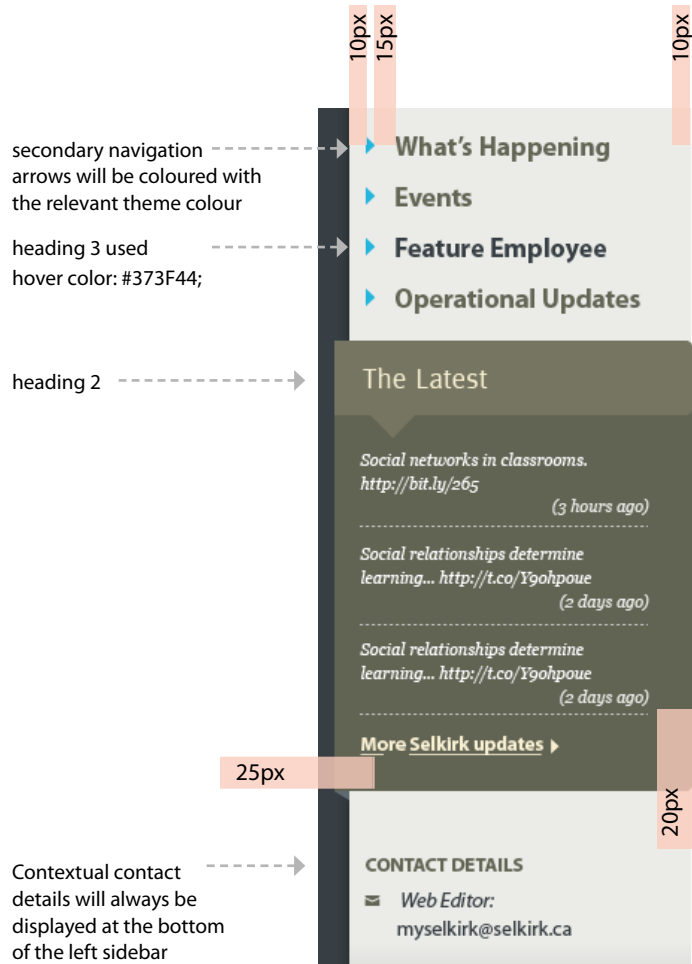 10px
15px
10px
secondary navigation
arrows will be coloured with
the relevant theme colour
heading 3 used
hover color: #373F44;
What's Happening
Events
Feature Employee
Operational Updates
heading 2
The Latest
Social networks in classrooms.
http://bit.ly/265
(3 hours ago)
Social relationships determine
learning... http://t.co/Y9ohpoue
(2 days ago)
Social relationships determine
learning... http://t.co/Y9ohpoue
(2 days ago)
More Selkirk updates
25px
20px
Contextual contact
details will always be
displayed at the bottom
of the left sidebar
CONTACT DETAILS
Web Editor:
myselkirk@selkirk.ca